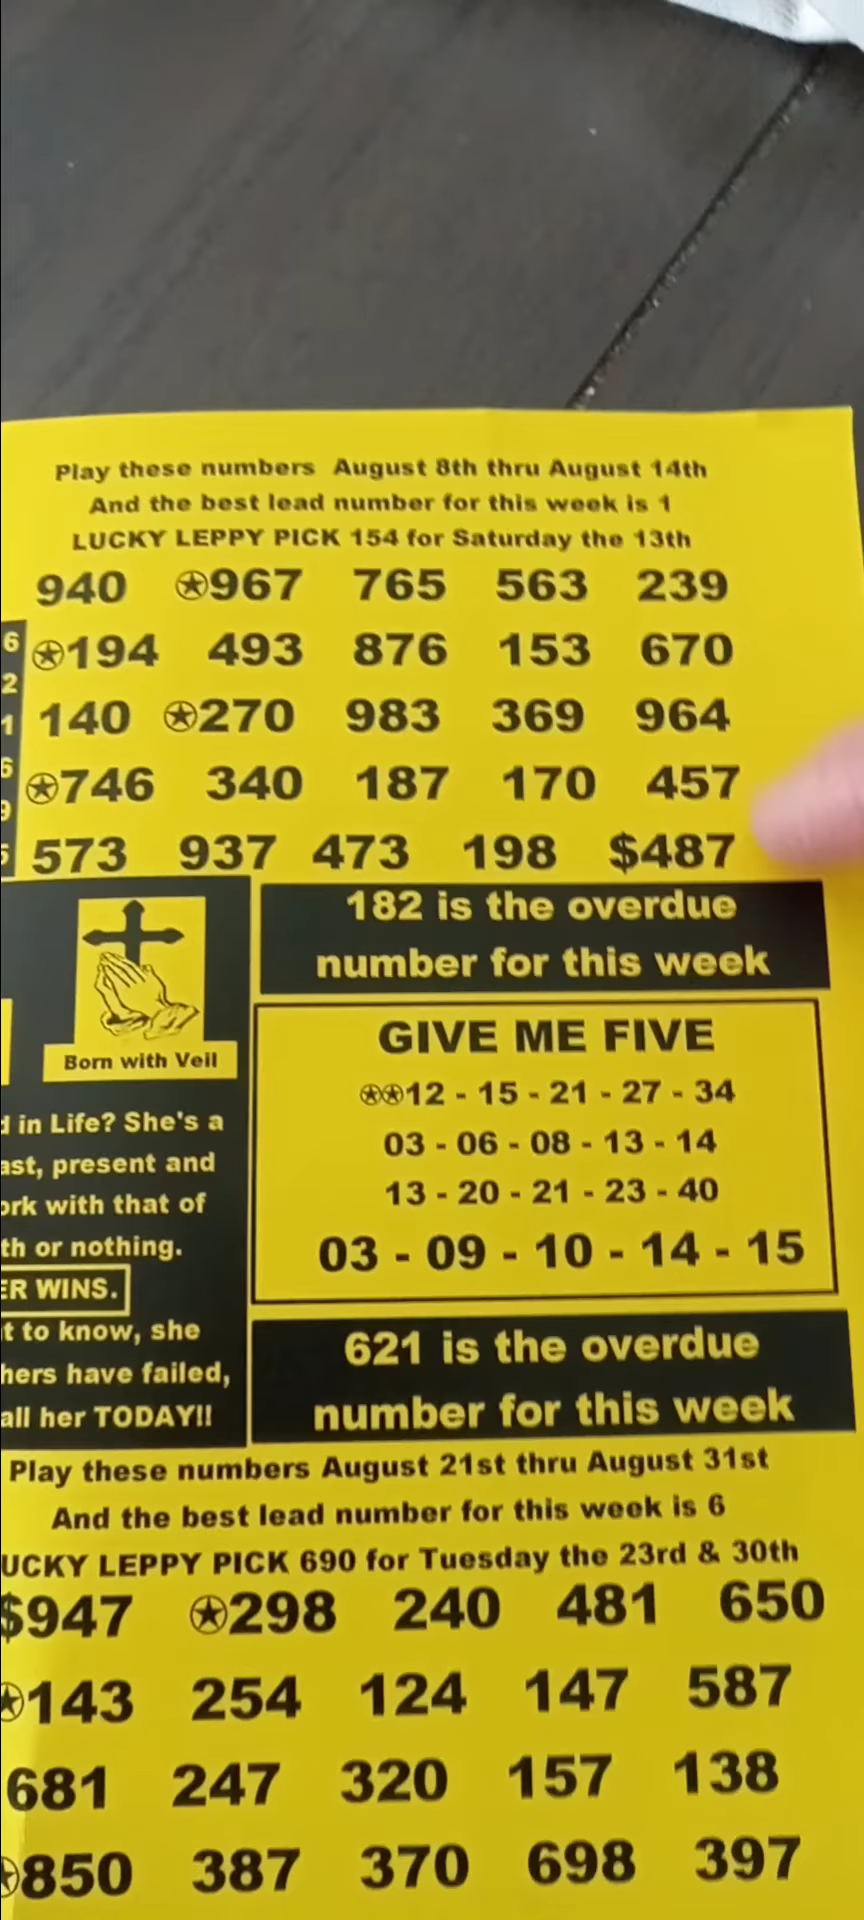 Play these numbers August 8th thru August 14th
And the best lead number for this week is 1
LUCKY LEPPY PICK 154 for Saturday the 13th
940 ✪967 765 563 239
✪194 493 876 153 670
140 ✪270 983 369 964
✪746 340 187 170 457
573 937 473 198 $487
6
2
1
6
9
5
182 is the overdue
number for this week
Born with Veil
in Life? She's a
ast, present and
ork with that of
th or nothing.
ER WINS.
t to know, she
hers have failed,
all her TODAY!!
GIVE ME FIVE
✪✪12 - 15 - 21 - 27 - 34
03 - 06 - 08 - 13 - 14
13 - 20 - 21 - 23 - 40
03 - 09 - 10 - 14 - 15
621 is the overdue
number for this week
Play these numbers August 21st thru August 31st
And the best lead number for this week is 6
UCKY LEPPY PICK 690 for Tuesday the 23rd & 30th
$947 ✪298 240 481 650
✪143 254 124 147 587
681 247 320 157 138
✪850 387 370 698 397